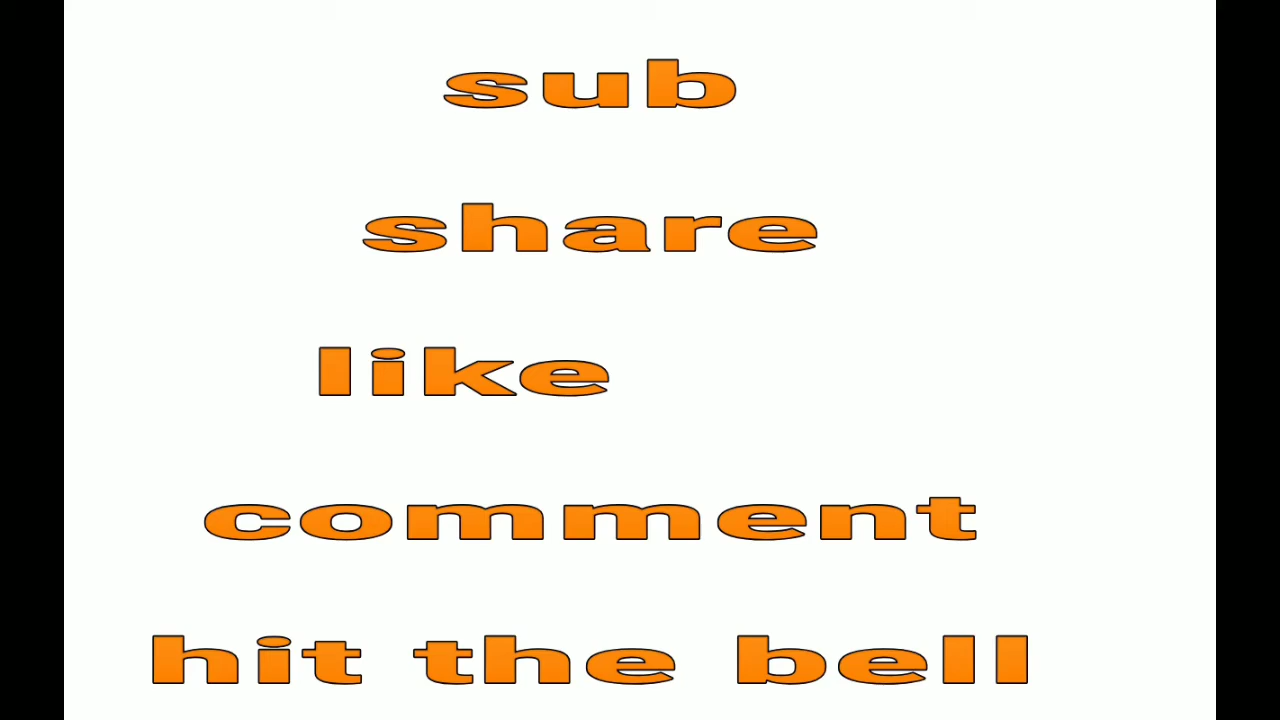 sub
share
like
comment
hit the bell